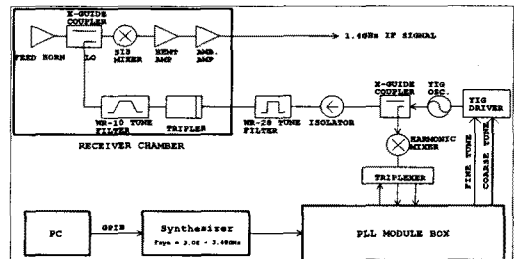 X-GUIDE
COUPLER
FEED HORN
LO
SIS
MIXER
HEMT
AMP
AMB.
AMP
1.4GHz IF SIGNAL
WR-10 TUNE
FILTER
TRIPLER
RECEIVER CHAMBER
WR-28 TUNE
FILTER
ISOLATOR
X-GUIDE
COUPLER
YIG
OSC.
YIG DRIVER
HARMONIC
MIXER
TRIPLEXER
FINE TUNE
COARSE TUNE
PC
GPIB
Synthesizer
PLL MODULE BOX